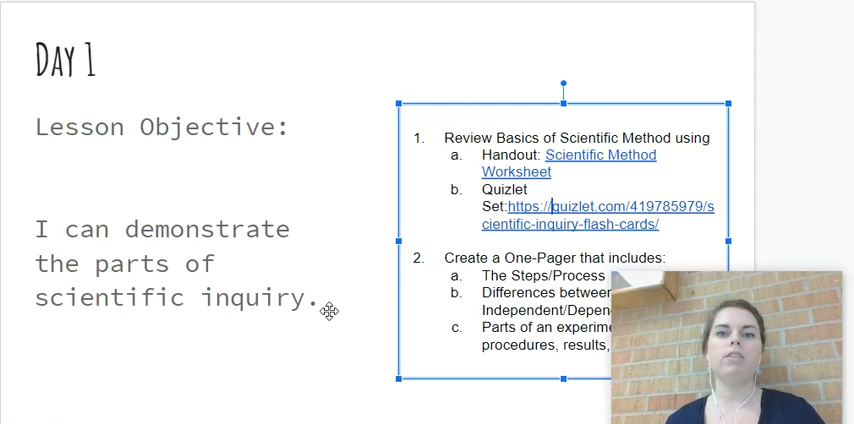 DAY 1
Lesson Objective:
I can demonstrate
the parts of
scientific inquiry.
1. Review Basics of Scientific Method using
a. Handout: Scientific Method
Worksheet
b. Quizlet
Set:https://quizlet.com/419785979/s
cientific-inquiry-flash-cards/
2. Create a One-Pager that includes:
a. The Steps/Process
b. Differences between
Independent/
c. Parts of an
procedures, results,